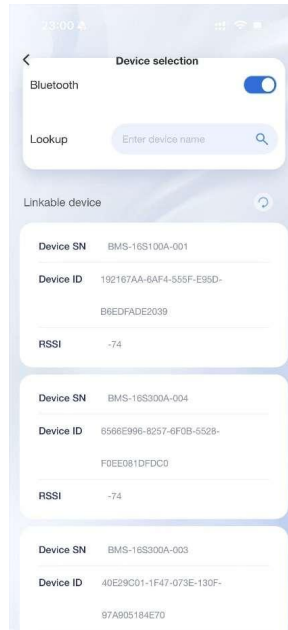 23:00
Device selection
Bluetooth
Lookup Enter device name
Linkable device
Device SN BMS-16S100A-001
Device ID 192167AA-6AF4-555F-E95D-
B6EDFADE2039
RSSI -74
Device SN BMS-16S300A-004
Device ID 6566E996-8257-6F0B-5528-
F0EE081DFDC0
RSSI -74
Device SN BMS-16S300A-003
Device ID 40E29C01-1F47-073E-130F-
97A905184E70